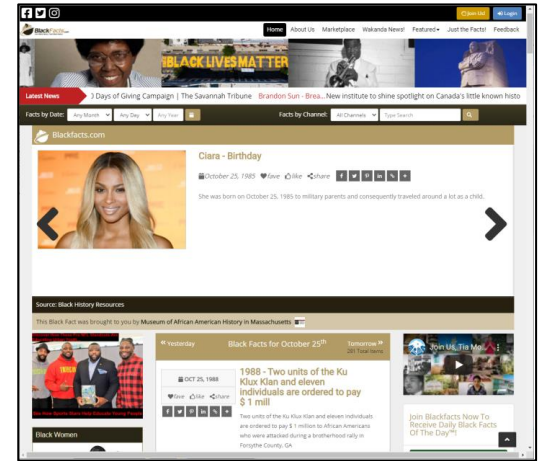 Join Us!
Login
BlackFacts
Home About Us Marketplace Wakanda News! Featured Just the Facts! Feedback
BLACK LIVES MATTER
Latest News
Days of Giving Campaign | The Savannah Tribune Brandon Sun - Brea... New institute to shine spotlight on Canada's little known histo
Facts by Date: Any Month Any Day Any Year Facts by Channel: All Channels Type Search
Blackfacts.com
Ciara - Birthday
October 25, 1985 fave like share
She was born on October 25, 1985 to military parents and consequently traveled around a lot as a child.
Source: Black History Resources
This Black Fact was brought to you by Museum of African American History in Massachusetts
Yesterday
Black Facts for October 25th
Tomorrow
281 Total Items
OCT 25, 1988
fave like share
1988 - Two units of the Ku
Klux Klan and eleven
individuals are ordered to pay
$ 1 mill
Two units of the Ku Klux Klan and eleven individuals
are ordered to pay $ 1 million to African Americans
who were attacked during a brotherhood rally in
Forsythe County, GA
Black Women
Join Us, Tia Mo...
Join Blackfacts Now To
Receive Daily Black Facts
Of The Day™!